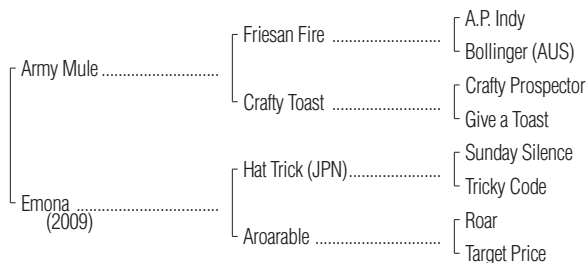 A.P. Indy
Friesan Fire ........................
Bollinger (AUS)
Army Mule ..........................
Crafty Prospector
Crafty Toast ........................
Give a Toast
Sunday Silence
Hat Trick (JPN)....................
Tricky Code
Emona ................................
(2009)
Roar
Aroarable ...........................
Target Price